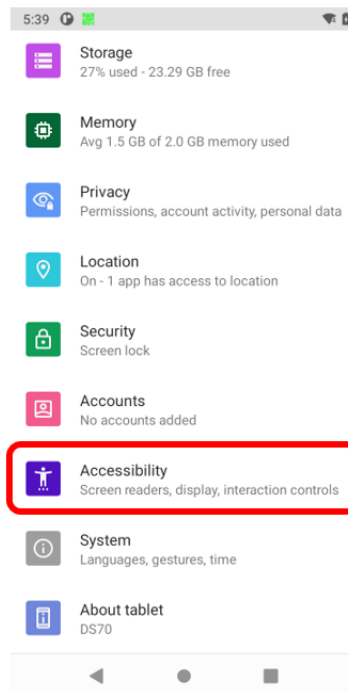 5:39
Storage
27% used - 23.29 GB free
Memory
Avg 1.5 GB of 2.0 GB memory used
Privacy
Permissions, account activity, personal data
Location
On - 1 app has access to location
Security
Screen lock
Accounts
No accounts added
Accessibility
Screen readers, display, interaction controls
System
Languages, gestures, time
About tablet
DS70